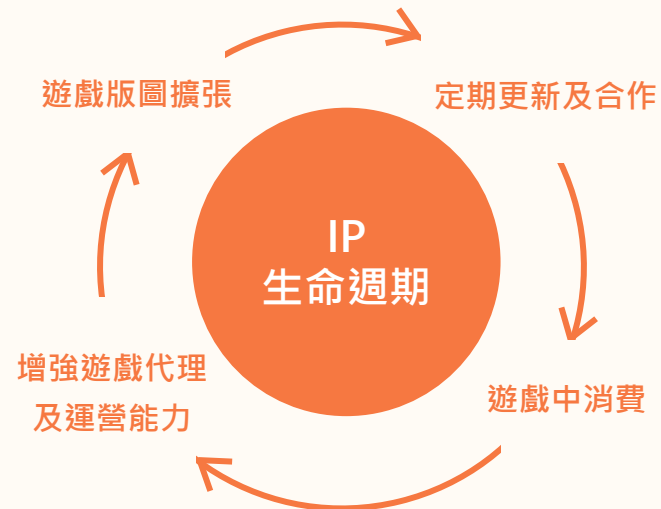 遊戲版圖擴張
定期更新及合作
IP
生命週期
增強遊戲代理
及運營能力
遊戲中消費